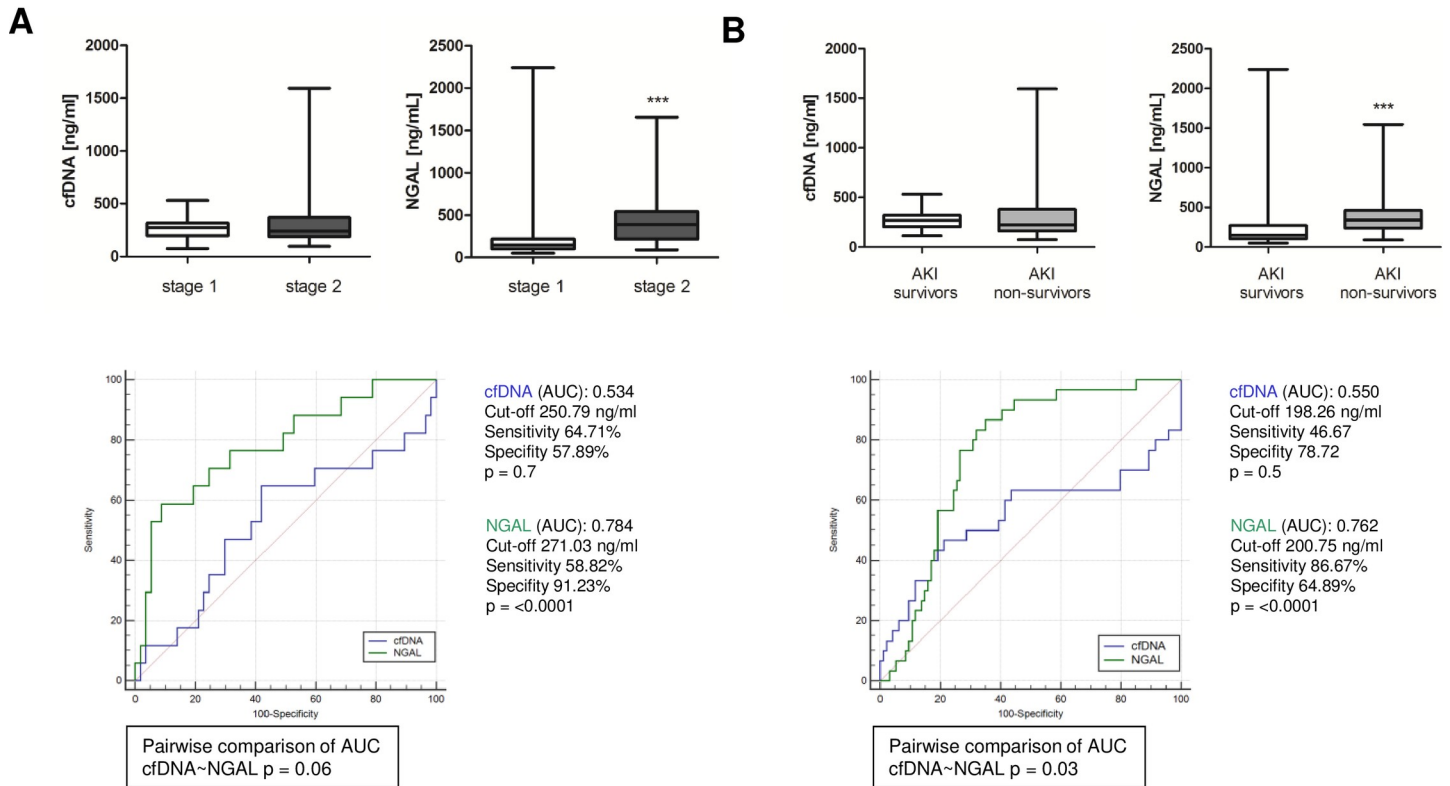 A
B
2000
1500
1000
500
0
cfDNA [ng/ml]
stage 1
stage 2
2500
2000
1500
1000
500
0
NGAL [ng/mL]
***
stage 1
stage 2
2000
1500
1000
500
0
cfDNA [ng/ml]
AKI
survivors
AKI
non-survivors
2500
2000
1500
1000
500
0
NGAL [ng/mL]
***
AKI
survivors
AKI
non-survivors
100
80
60
40
20
0
Sensitivity
0 20 40 60 80 100
100-Specificity
cfDNA
NGAL
cfDNA (AUC): 0.534
Cut-off 250.79 ng/ml
Sensitivity 64.71%
Specifity 57.89%
p = 0.7
NGAL (AUC): 0.784
Cut-off 271.03 ng/ml
Sensitivity 58.82%
Specifity 91.23%
p = <0.0001
Pairwise comparison of AUC
cfDNA~NGAL p = 0.06
100
80
60
40
20
0
Sensitivity
0 20 40 60 80 100
100-Specificity
cfDNA
NGAL
cfDNA (AUC): 0.550
Cut-off 198.26 ng/ml
Sensitivity 46.67
Specifity 78.72
p = 0.5
NGAL (AUC): 0.762
Cut-off 200.75 ng/ml
Sensitivity 86.67%
Specifity 64.89%
p = <0.0001
Pairwise comparison of AUC
cfDNA~NGAL p = 0.03